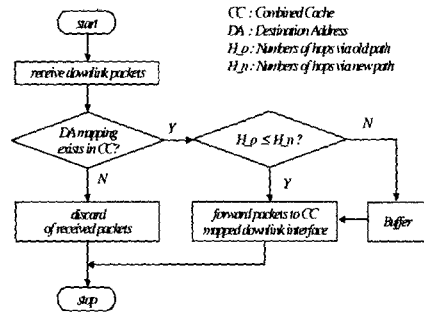 CC : Combined Cache
DA : Destination Address
H_o : Numbers of hops via old path
H_n : Numbers of hops via new path
start
receive downlink packets
DA mapping
exists in CC?
Y
H_o ≤ H_n ?
N
N
Y
discard
of received packets
forward packets to CC
mapped downlink interface
Buffer
stop